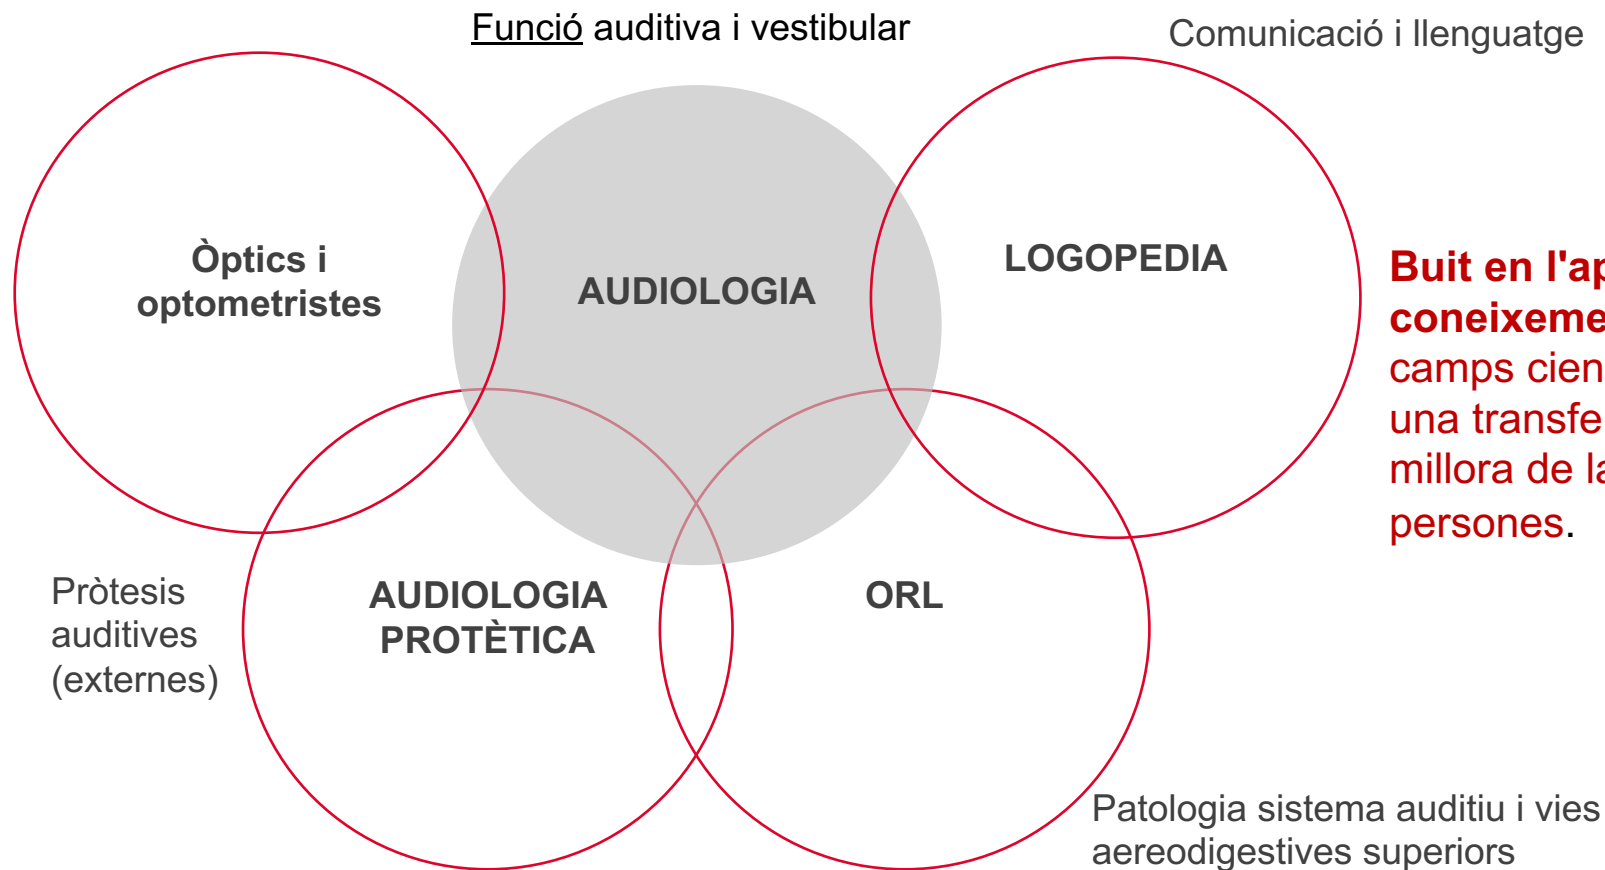 Funció auditiva i vestibular
Comunicació i llenguatge
Òptics i
optometristes
AUDIOLOGIA
LOGOPEDIA
Buit en l'ap
coneixeme
camps cien
una transfe
millora de la
persones.
Pròtesis
auditives
(externes)
AUDIOLOGIA
PROTÈTICA
ORL
Patologia sistema auditiu i vies
aereodigestives superiors